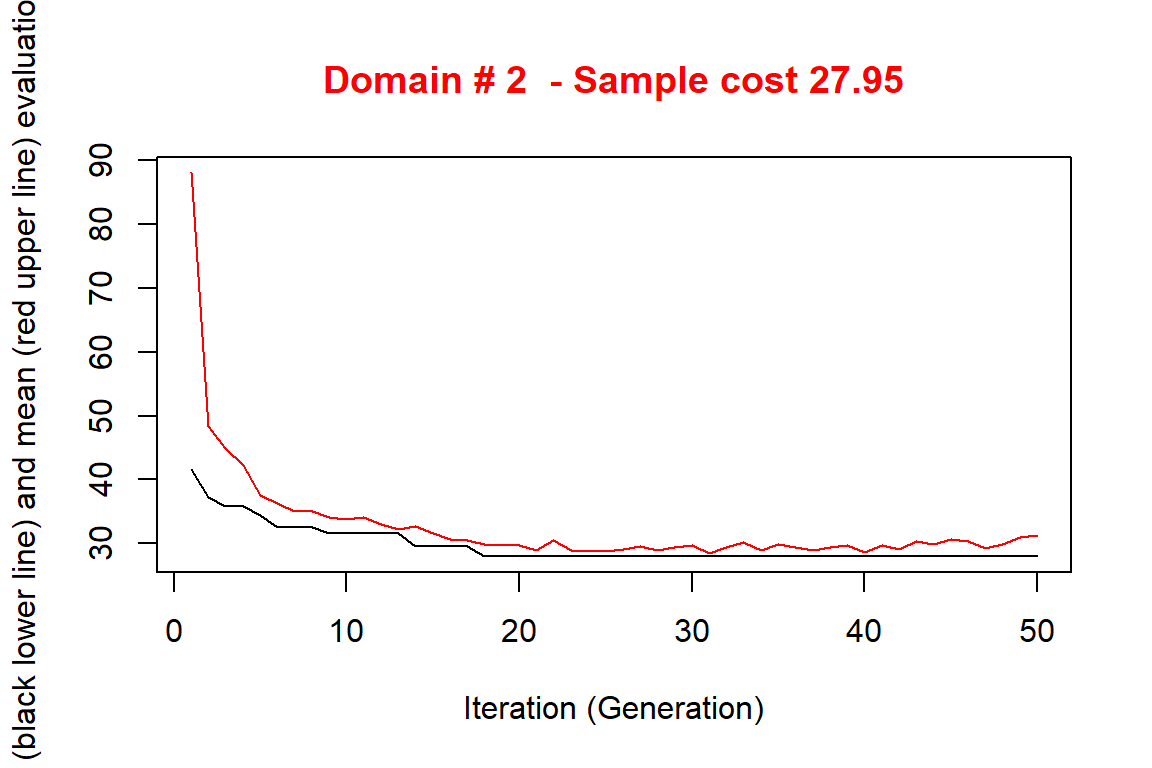 Domain # 2  - Sample cost 27.95
(black lower line) and mean (red upper line) evaluatio
90
80
70
60
50
40
30
0 10 20 30 40 50
Iteration (Generation)